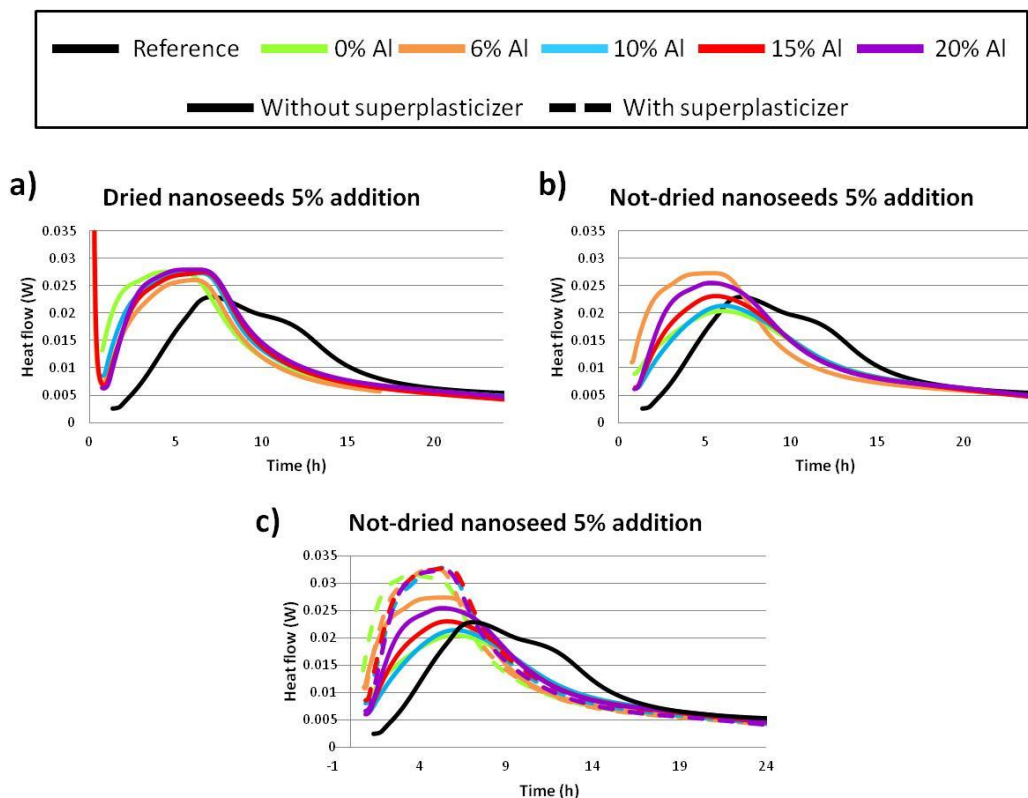 Reference 0% Al 6% Al 10% Al 15% Al 20% Al
Without superplasticizer With superplasticizer
a)
Dried nanoseeds 5% addition
0.035
0.03
0.025
0.02
0.015
0.01
0.005
0
Heat flow (W)
0 5 10 15 20
Time (h)
b)
Not-dried nanoseeds 5% addition
0.035
0.03
0.025
0.02
0.015
0.01
0.005
0
Heat flow (W)
0 5 10 15 20
Time (h)
c)
Not-dried nanoseed 5% addition
0.035
0.03
0.025
0.02
0.015
0.01
0.005
0
Heat flow (W)
-1 4 9 14 19 24
Time (h)